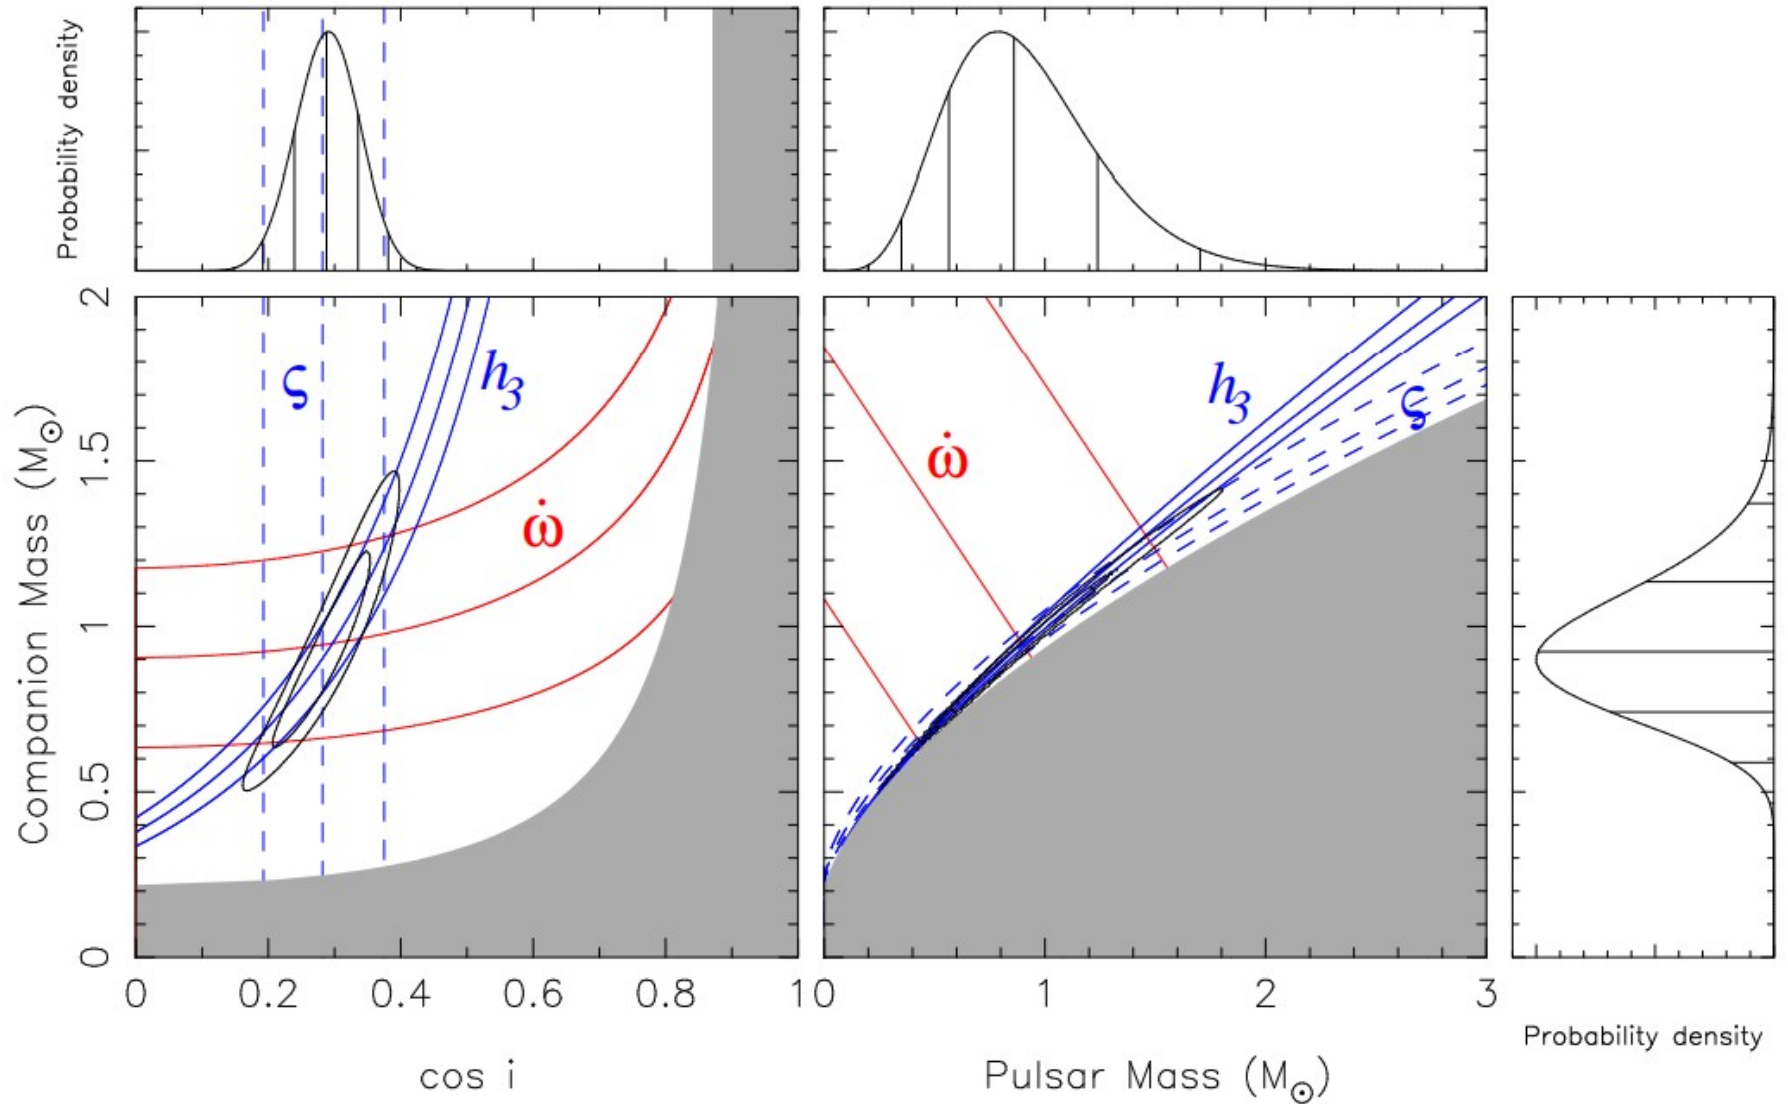 Probability density
Companion Mass (M⊙)
2
1.5
1
0.5
0
ς
h3
ω̇
ω̇
h3
ς
0 0.2 0.4 0.6 0.8 1
0 1 2 3
cos i
Pulsar Mass (M⊙)
Probability density